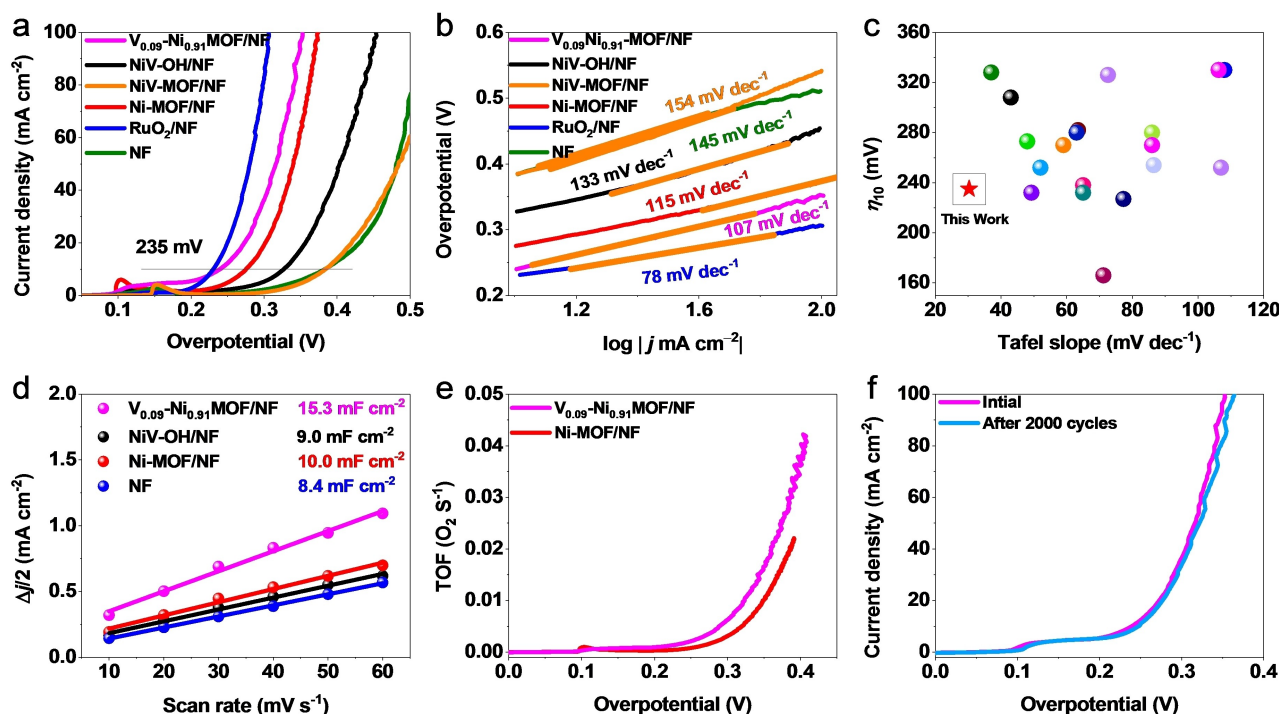 a
100
80
60
40
20
0
0.1
0.2
0.3
0.4
0.5
Current density (mA cm⁻²)
Overpotential (V)
V₀.₀₉-Ni₀.₉₁MOF/NF
NiV-OH/NF
NiV-MOF/NF
Ni-MOF/NF
RuO₂/NF
NF
235 mV
b
0.6
0.5
0.4
0.3
0.2
1.2
1.6
2.0
Overpotential (V)
log | j mA cm⁻²|
V₀.₀₉Ni₀.₉₁-MOF/NF
NiV-OH/NF
NiV-MOF/NF
Ni-MOF/NF
RuO₂/NF
NF
154 mV dec⁻¹
145 mV dec⁻¹
133 mV dec⁻¹
115 mV dec⁻¹
107 mV dec⁻¹
78 mV dec⁻¹
c
360
320
280
240
200
160
20
40
60
80
100
120
η₁₀ (mV)
Tafel slope (mV dec⁻¹)
This Work
d
2.0
1.5
1.0
0.5
0.0
10
20
30
40
50
60
Δj/2 (mA cm⁻²)
Scan rate (mV s⁻¹)
V₀.₀₉-Ni₀.₉₁MOF/NF 15.3 mF cm⁻²
NiV-OH/NF 9.0 mF cm⁻²
Ni-MOF/NF 10.0 mF cm⁻²
NF 8.4 mF cm⁻²
e
0.05
0.04
0.03
0.02
0.01
0.00
0.0
0.1
0.2
0.3
0.4
0.5
TOF (O₂ S⁻¹)
Overpotential (V)
V₀.₀₉-Ni₀.₉₁MOF/NF
Ni-MOF/NF
f
100
80
60
40
20
0
0.0
0.1
0.2
0.3
0.4
Current density (mA cm⁻²)
Overpotential (V)
Intial
After 2000 cycles